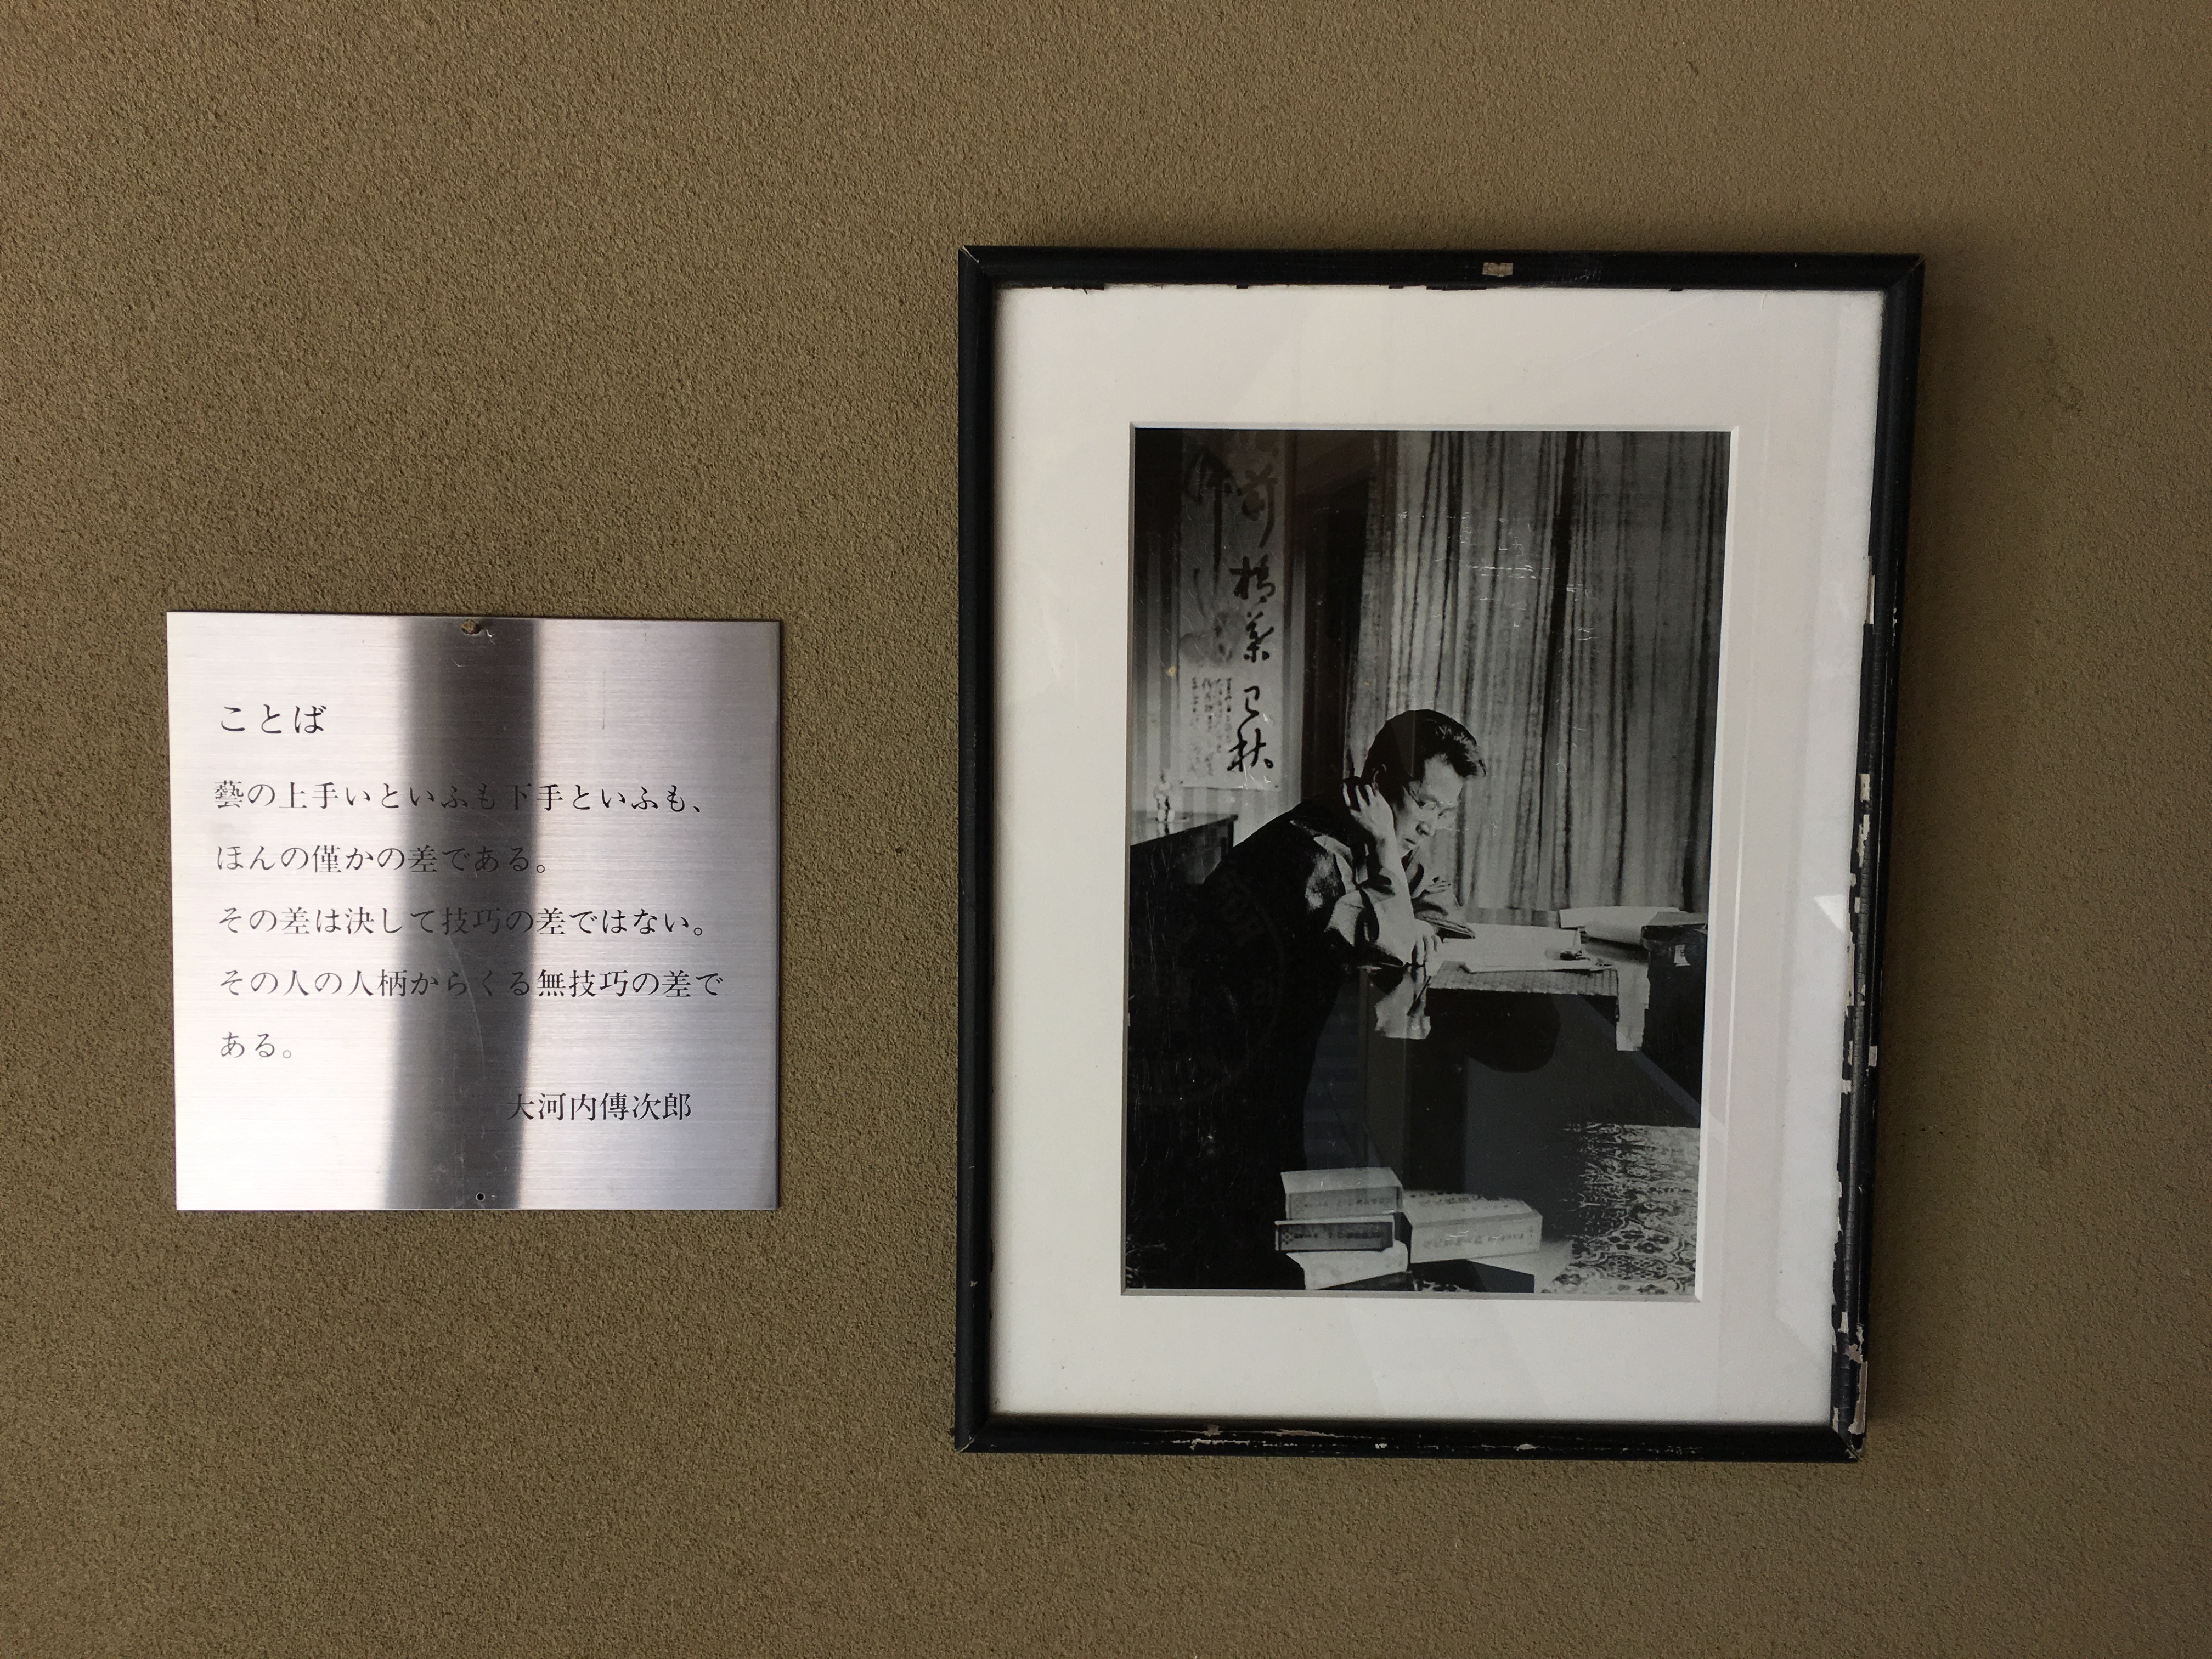 ことば
藝の上手いといふも下手といふも、
ほんの僅かの差である。
その差は決して技巧の差ではない。
その人の人柄からくる無技巧の差で
ある。
大河内傳次郎